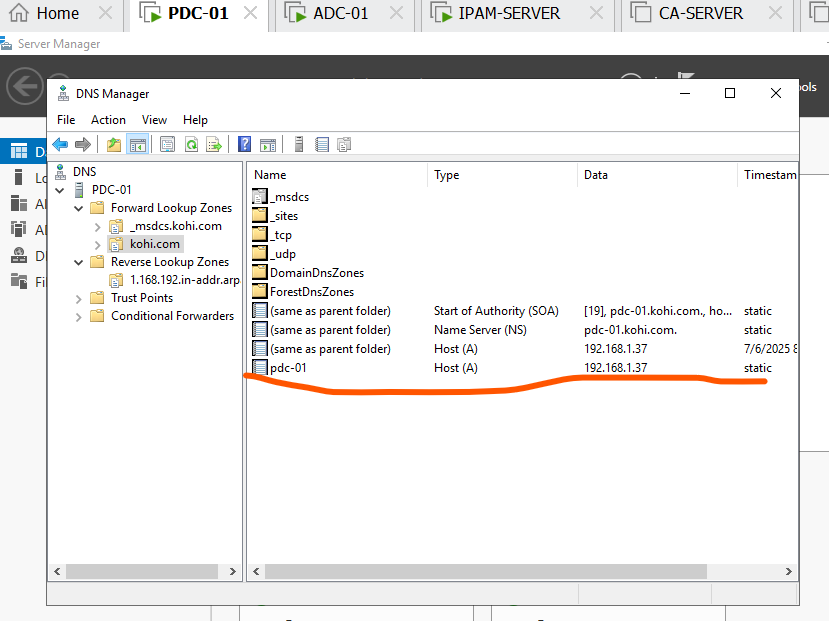 Home PDC-01 ADC-01 IPAM-SERVER CA-SERVER
Server Manager
DNS Manager
ools
File Action View Help
DNS
PDC-01
Forward Lookup Zones
_msdcs.kohi.com
kohi.com
Reverse Lookup Zones
1.168.192.in-addr.arp
Trust Points
Conditional Forwarders
Name Type Data Timestam
_msdcs
_sites
_tcp
_udp
DomainDnsZones
ForestDnsZones
(same as parent folder) Start of Authority (SOA) [19], pdc-01.kohi.com., ho... static
(same as parent folder) Name Server (NS) pdc-01.kohi.com. static
(same as parent folder) Host (A) 192.168.1.37 7/6/2025 8
pdc-01 Host (A) 192.168.1.37 static